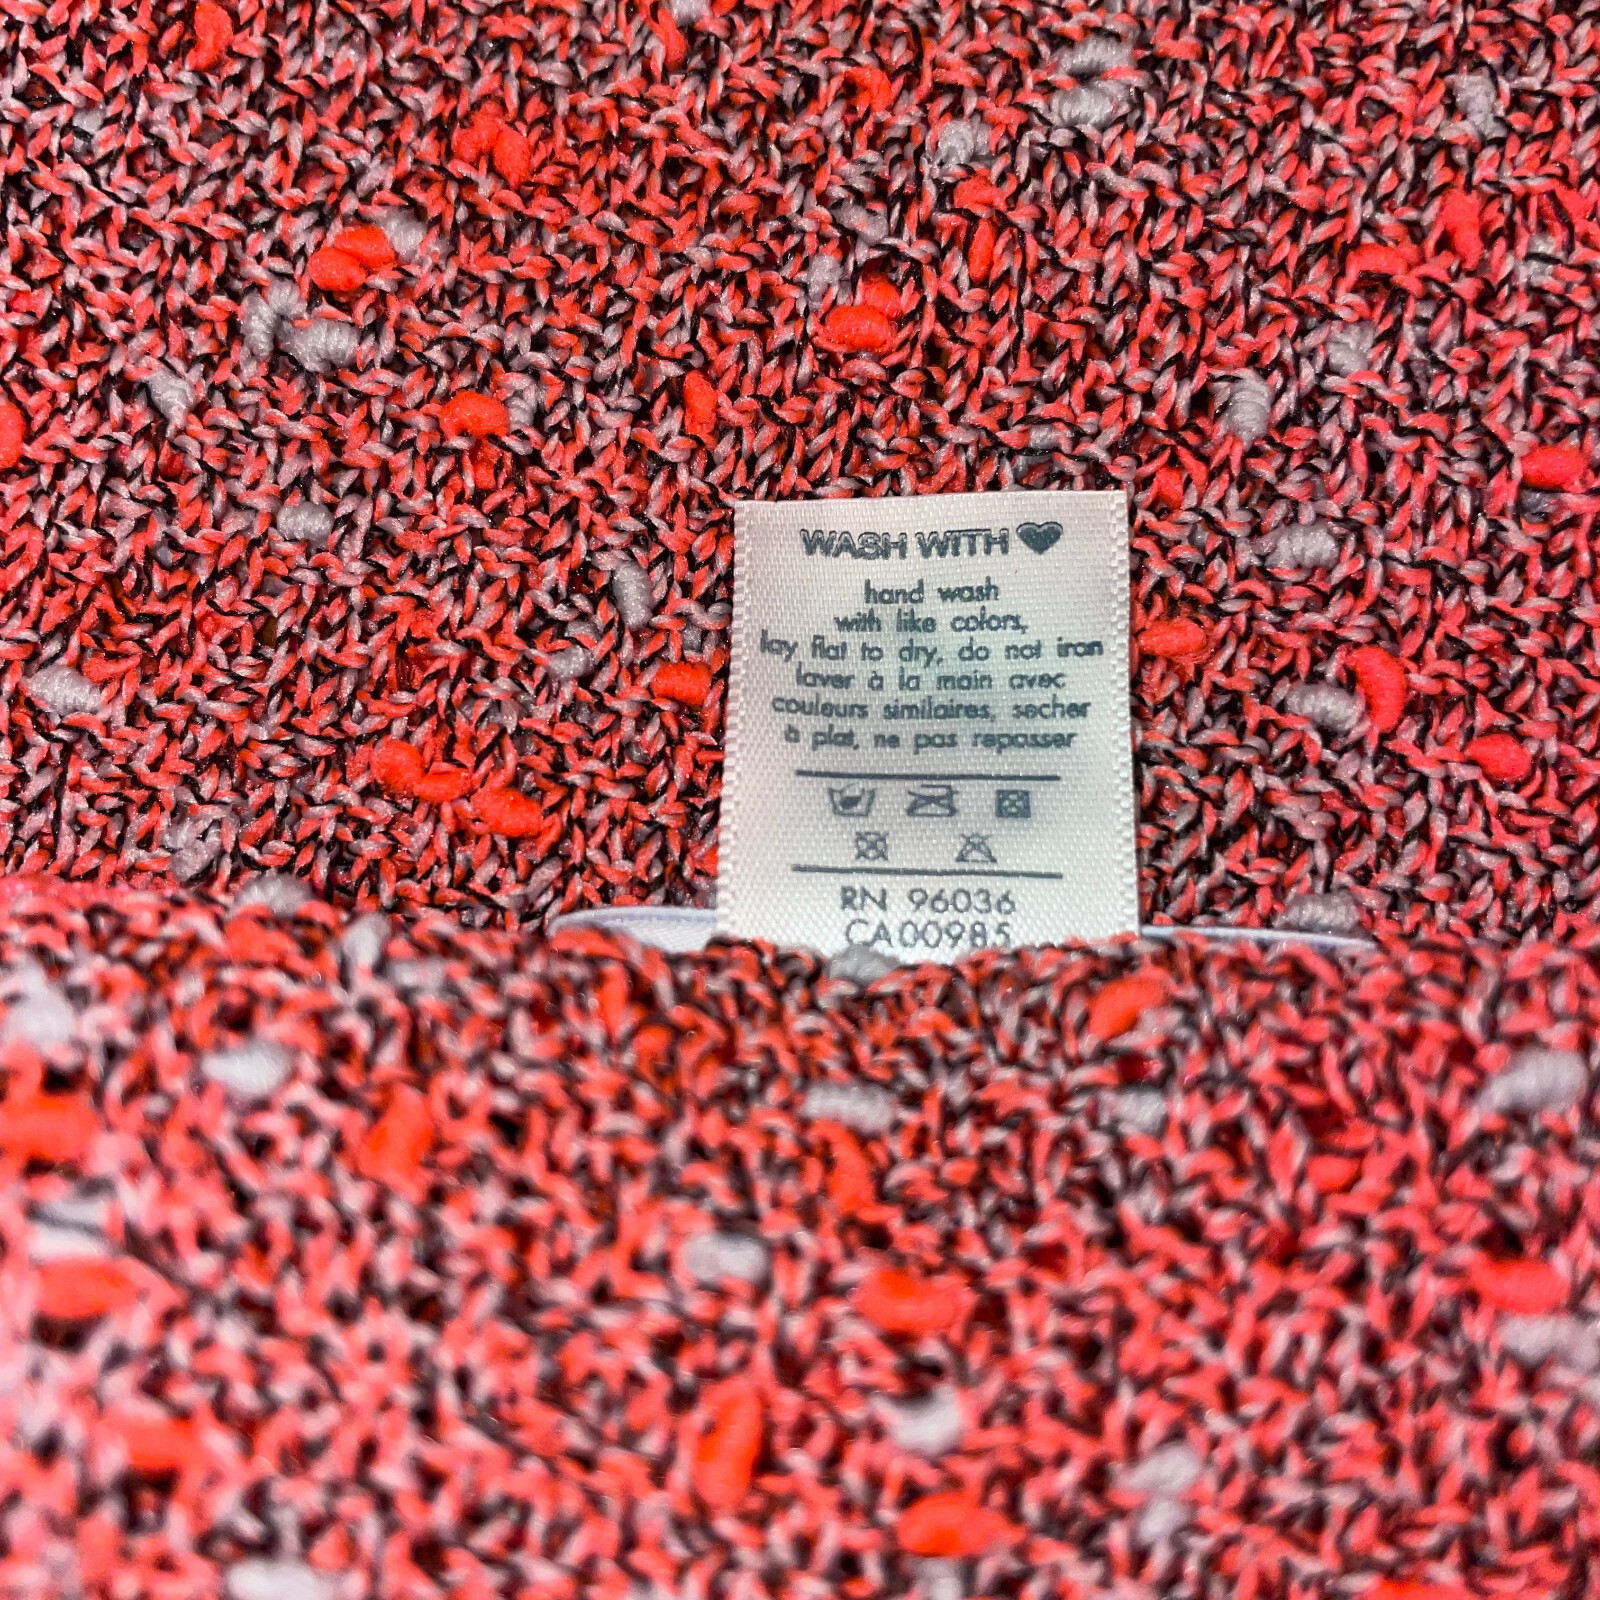 WASH WITH
hand wash
with like colors,
lay flat to dry, do not iron
laver à la main avec
couleurs similaires, secher
à plat, ne pas repasser
RN 96036
CA00985